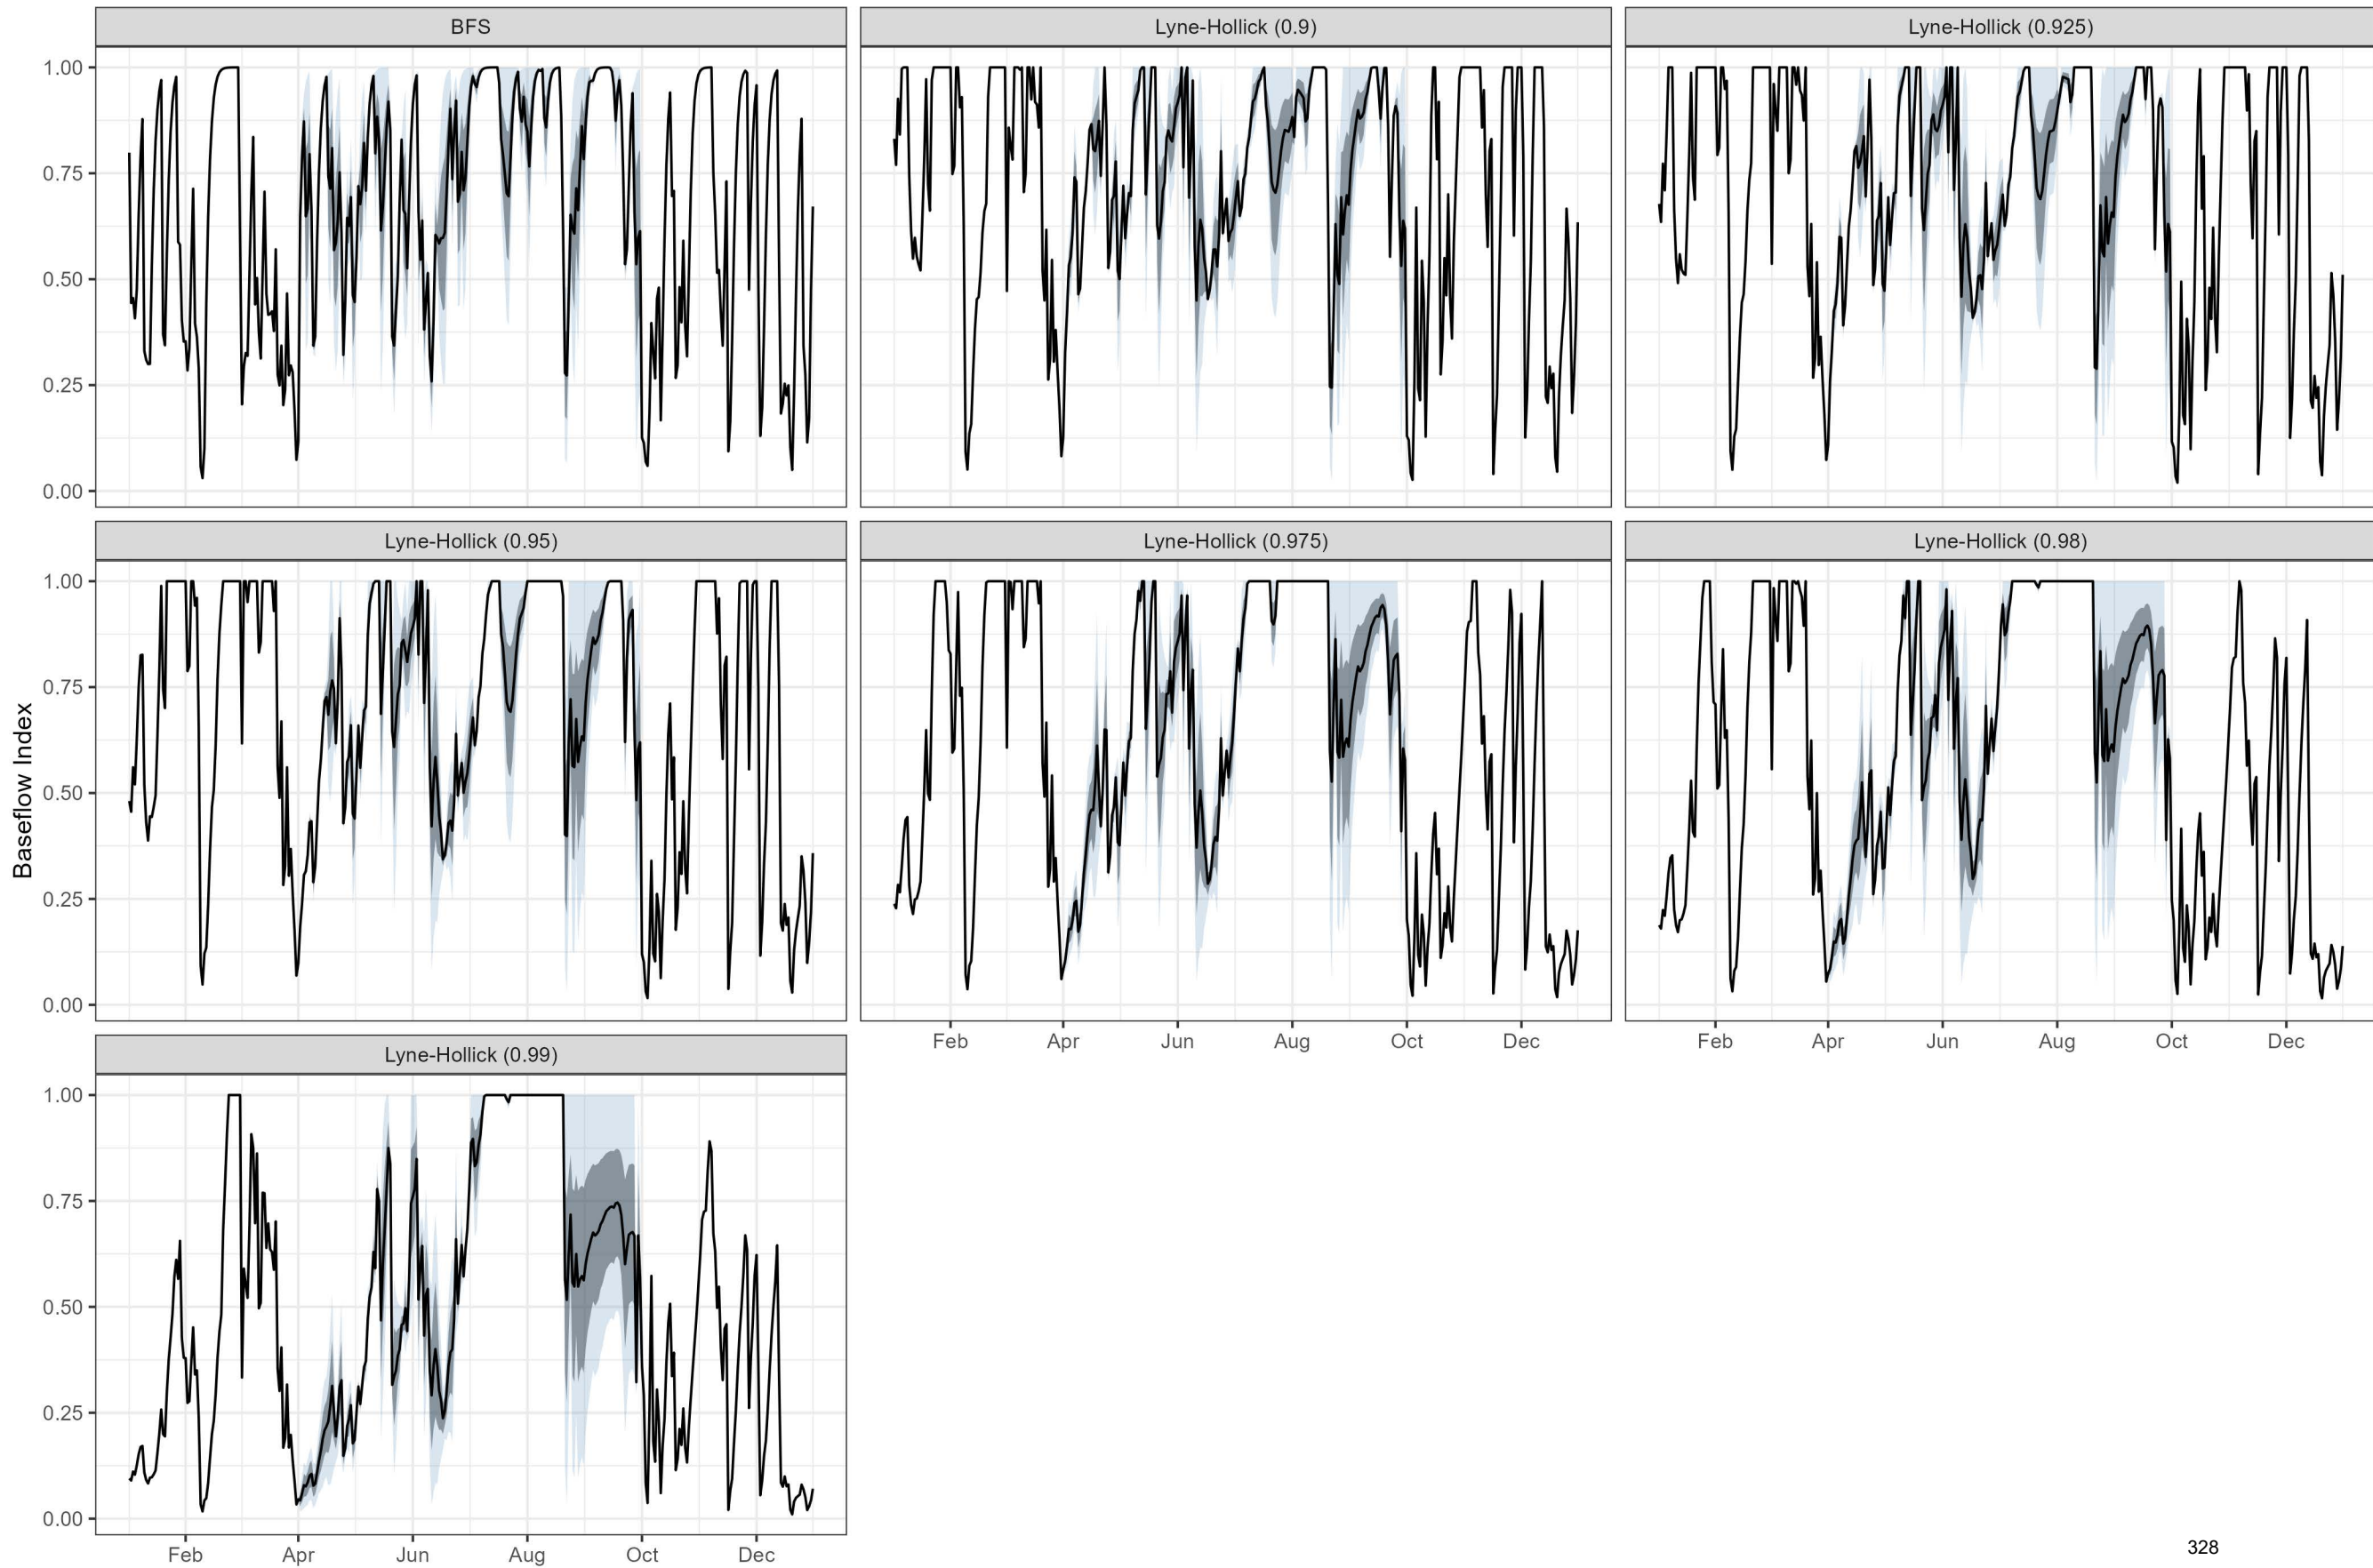 BFS
Lyne-Hollick (0.9)
Lyne-Hollick (0.925)
1.00
0.75
0.50
0.25
0.00
Lyne-Hollick (0.95)
Lyne-Hollick (0.975)
Lyne-Hollick (0.98)
Baseflow Index
1.00
0.75
0.50
0.25
0.00
Feb Apr Jun Aug Oct Dec
Feb Apr Jun Aug Oct Dec
Lyne-Hollick (0.99)
1.00
0.75
0.50
0.25
0.00
Feb Apr Jun Aug Oct Dec
328